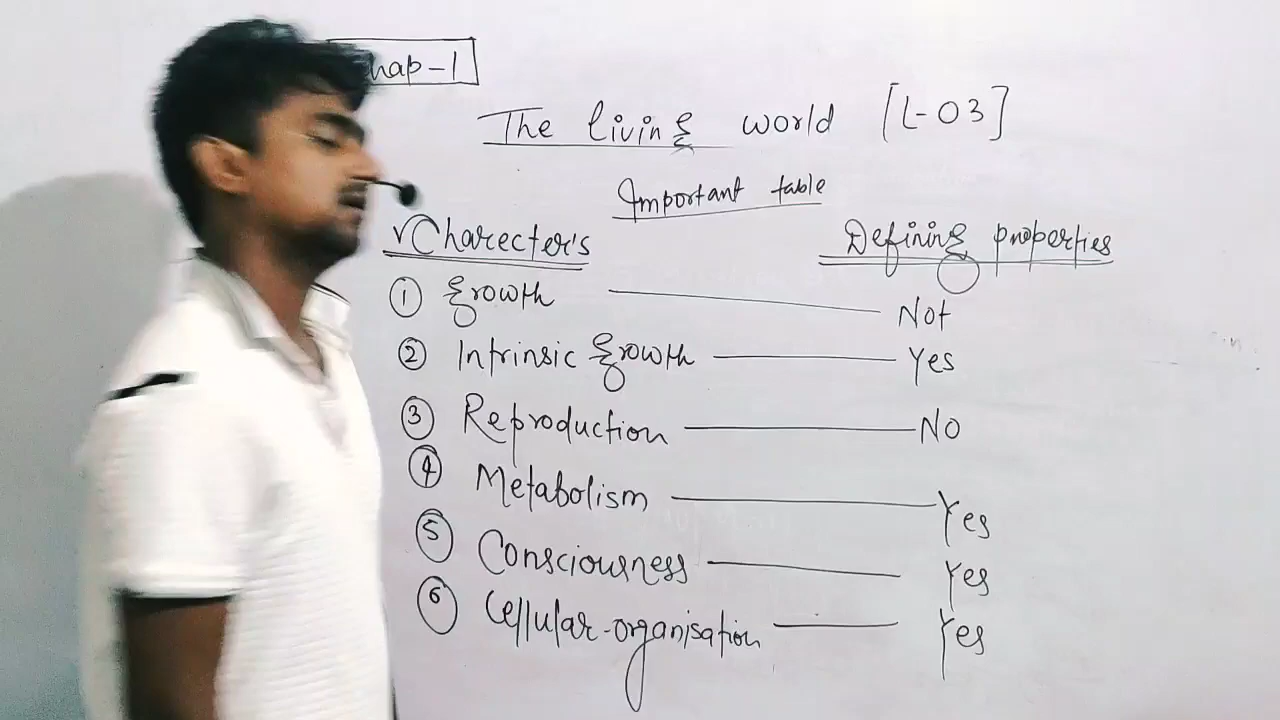 Chap-1
The living world [L-03]
Important table
✓Charecter's Defining properties
① growth — Not
② Intrinsic growth — Yes
③ Reproduction — NO
④ Metabolism — Yes
⑤ Consciousness — Yes
⑥ Cellular-organisation — Yes